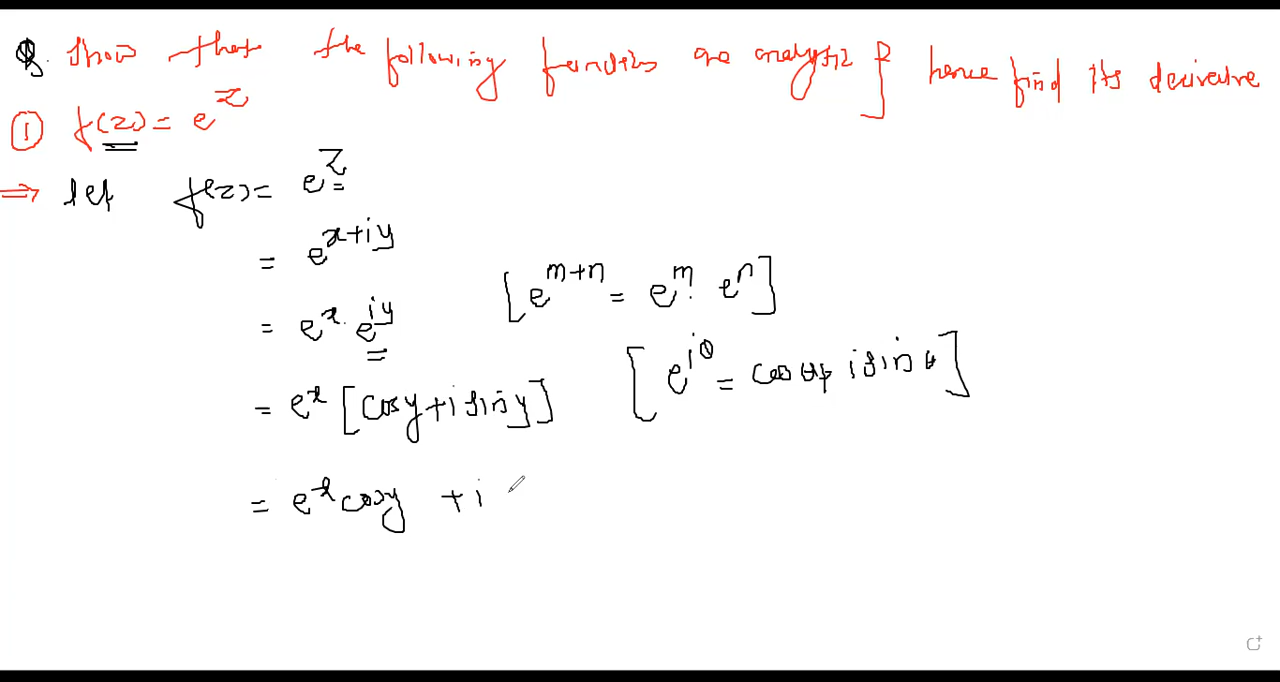 Q. Show that the following functions are analytic & hence find its derivative
① f(z) = e^z
⇒ let f(z) = e^z
= e^{x+iy}
= e^x. e^{iy} [e^{m+n} = e^m. e^n]
= e^x [cosy + i siny] [e^{iθ} = cosθ + i sinθ]
= e^x cosy + i